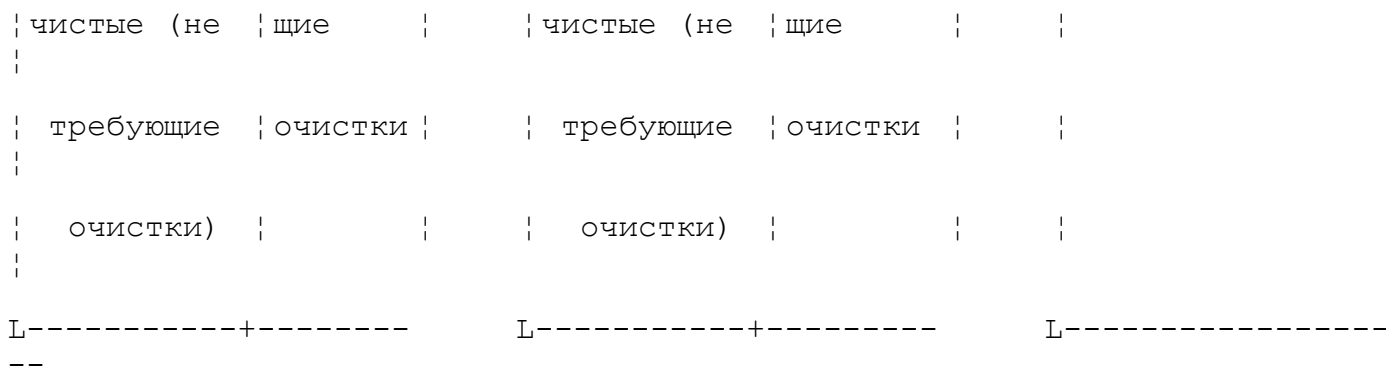 ¦чистые (не ¦щие ¦ ¦чистые (не ¦щие ¦ ¦
¦
¦ требующие ¦очистки¦ ¦ требующие ¦очистки ¦ ¦
¦
¦ очистки) ¦ ¦ ¦ очистки) ¦ ¦ ¦
¦
L-----------+-------- L-----------+--------- L-----------------
--